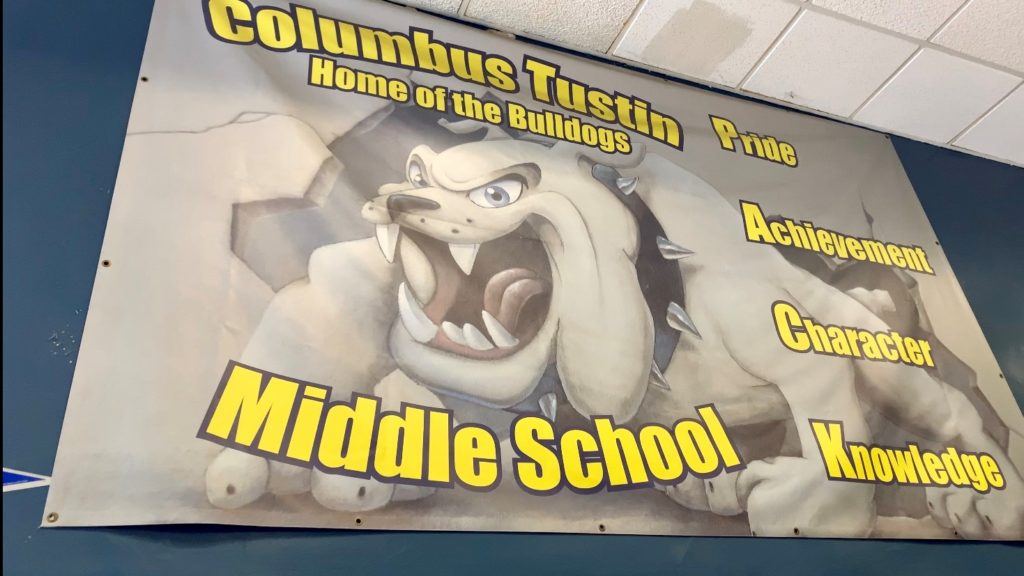 Columbus Tustin
Home of the Bulldogs
Pride
Achievement
Character
Knowledge
Middle School